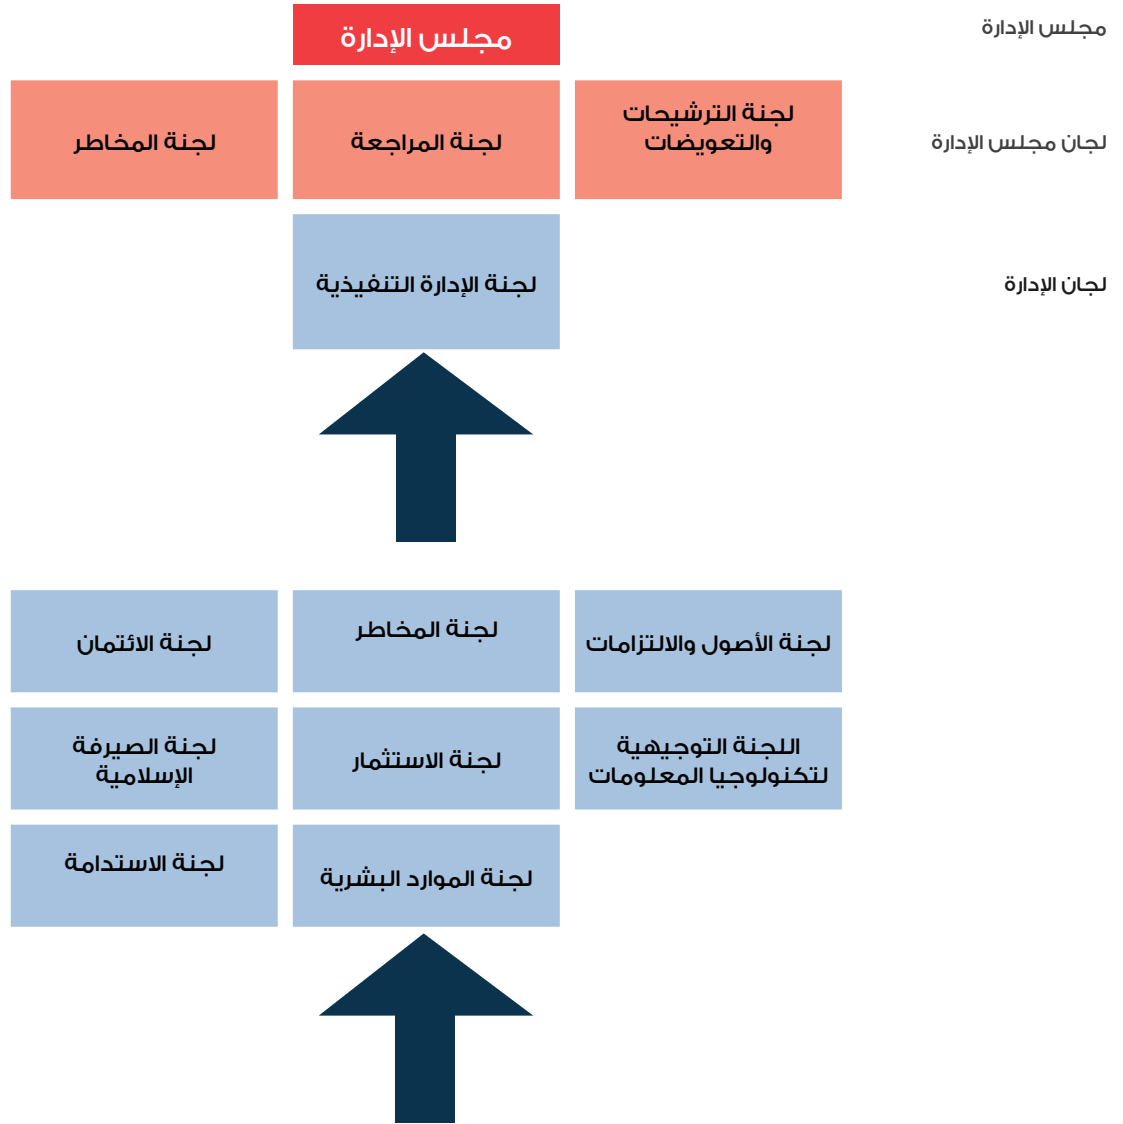 مجلس الإدارة
مجلس الإدارة
لجان مجلس الإدارة
لجنة الترشيحات
والتعويضات
لجنة المراجعة
لجنة المخاطر
لجان الإدارة
لجنة الإدارة التنفيذية
لجنة الأصول والالتزامات
لجنة المخاطر
لجنة الائتمان
اللجنة التوجيهية
لتكنولوجيا المعلومات
لجنة الاستثمار
لجنة الصيرفة
الإسلامية
لجنة الموارد البشرية
لجنة الاستدامة